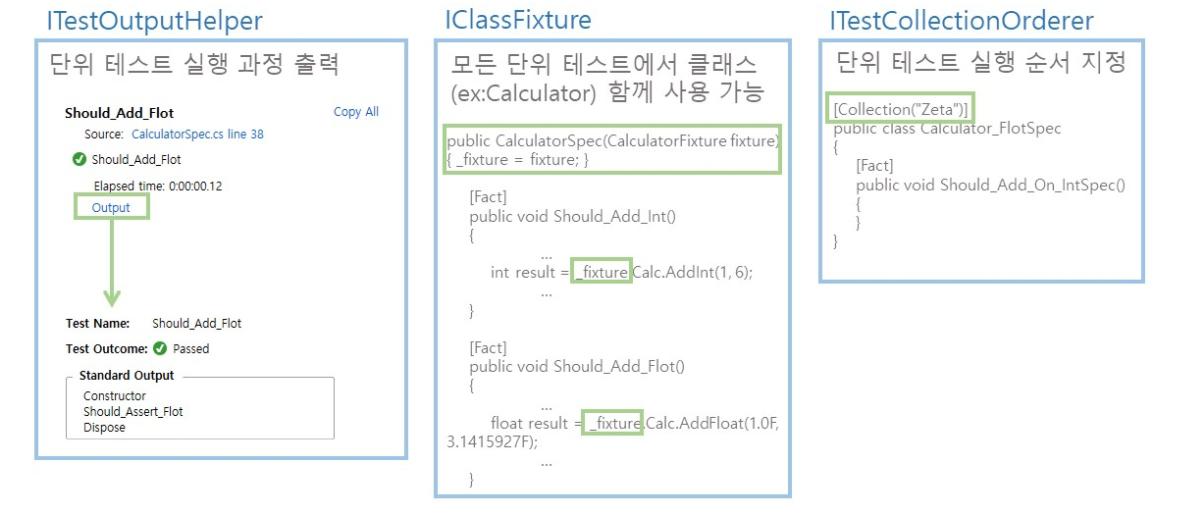 ITestOutputHelper
단위 테스트 실행 과정 출력
Should_Add_Flot
Copy All
Source: CalculatorSpec.cs line 38
Should_Add_Flot
Elapsed time: 0:00:00.12
Output
Test Name: Should_Add_Flot
Test Outcome: Passed
Standard Output
Constructor
Should_Assert_Flot
Dispose
IClassFixture
모든 단위 테스트에서 클래스
(ex:Calculator) 함께 사용 가능
public CalculatorSpec(CalculatorFixture fixture)
{ _fixture = fixture; }
[Fact]
public void Should_Add_Int()
{
...
int result = _fixture.Calc.AddInt(1, 6);
...
}
[Fact]
public void Should_Add_Flot()
{
...
float result = _fixture.Calc.AddFloat(1.0F,
3.1415927F);
...
}
ITestCollectionOrderer
단위 테스트 실행 순서 지정
[Collection("Zeta")]
public class Calculator_FlotSpec
{
[Fact]
public void Should_Add_On_IntSpec()
{
}
}